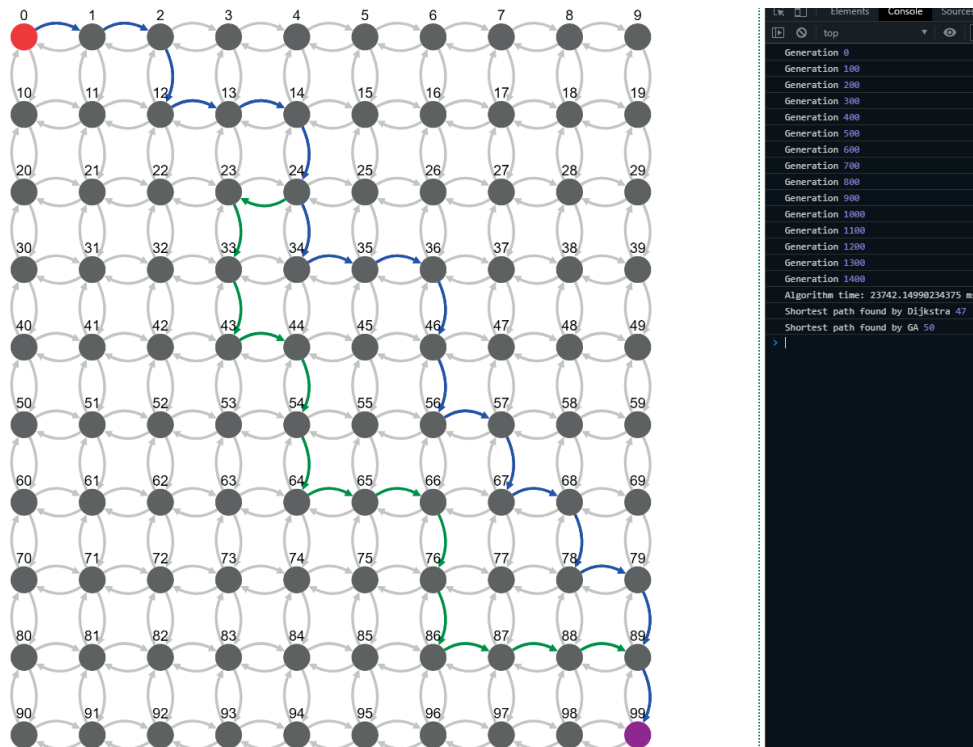 0 1 2 3 4 5 6 7 8 9
10 11 12 13 14 15 16 17 18 19
20 21 22 23 24 25 26 27 28 29
30 31 32 33 34 35 36 37 38 39
40 41 42 43 44 45 46 47 48 49
50 51 52 53 54 55 56 57 58 59
60 61 62 63 64 65 66 67 68 69
70 71 72 73 74 75 76 77 78 79
80 81 82 83 84 85 86 87 88 89
90 91 92 93 94 95 96 97 98 99
Elements Console Sources
top
Generation 0
Generation 100
Generation 200
Generation 300
Generation 400
Generation 500
Generation 600
Generation 700
Generation 800
Generation 900
Generation 1000
Generation 1100
Generation 1200
Generation 1300
Generation 1400
Algorithm time: 23742.14990234375 ms
Shortest path found by Dijkstra 47
Shortest path found by GA 50
>